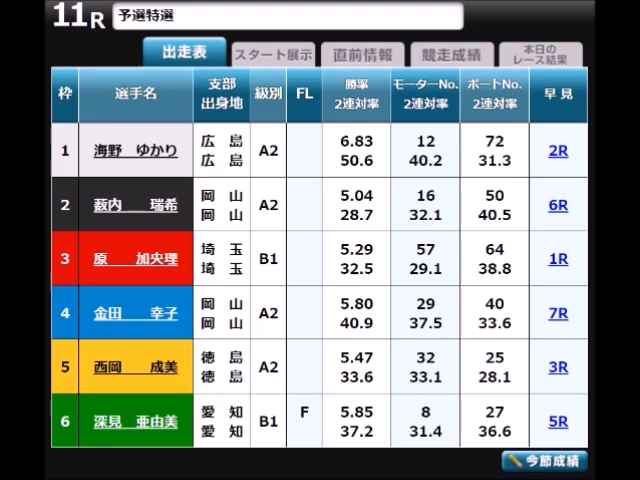 11R 予選特選
出走表 スタート展示 直前情報 競走成績 本日の
レース結果
枠 選手名 支部 級別 FL 勝率 モーターNo. ボートNo. 早見
出身地 2連対率 2連対率 2連対率
1 海野 ゆかり 広 島 A2 6.83 12 72 2R
広 島 50.6 40.2 31.3
2 薮内 瑞希 岡 山 A2 5.04 16 50 6R
岡 山 28.7 32.1 40.5
3 原 加央理 埼 玉 B1 5.29 57 64 1R
埼 玉 32.5 29.1 38.8
4 金田 幸子 岡 山 A2 5.80 29 40 7R
岡 山 40.9 37.5 33.6
5 西岡 成美 徳 島 A2 5.47 32 25 3R
徳 島 33.6 33.1 28.1
6 深見 亜由美 愛 知 B1 F 5.85 8 27 5R
愛 知 37.2 31.4 36.6
今節成績